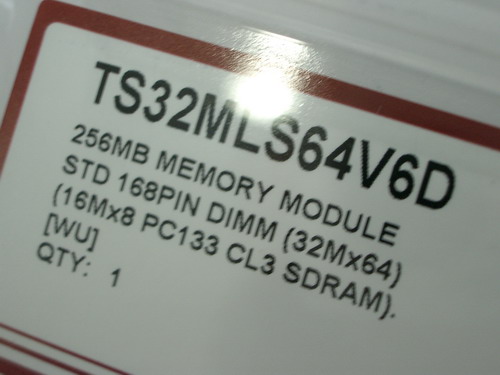 TS32MLS64V6D
256MB MEMORY MODULE
STD 168PIN DIMM (32Mx64)
(16Mx8 PC133 CL3 SDRAM).
[WU]
QTY: 1